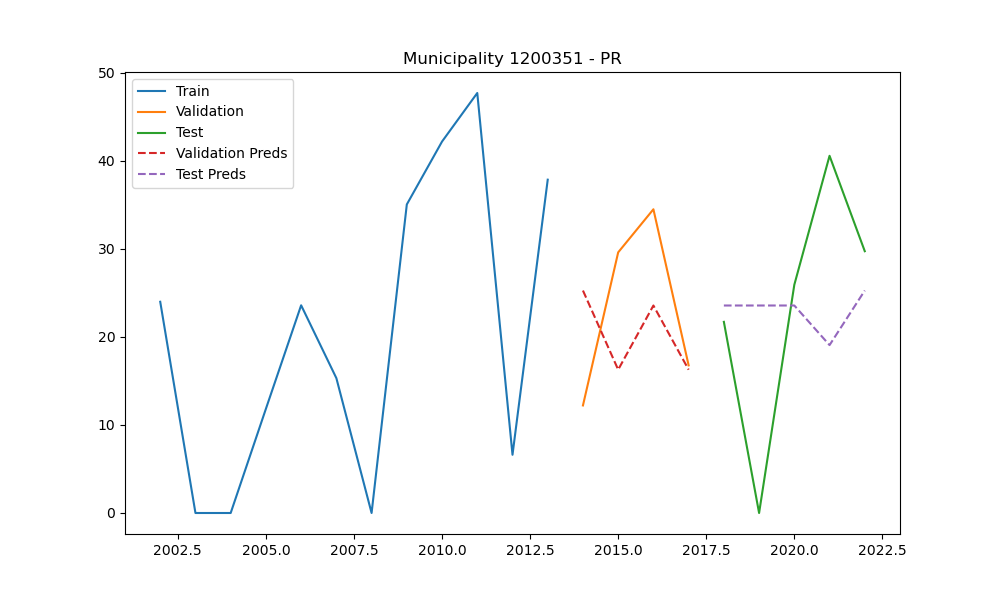 Municipality 1200351 - PR
50
40
30
20
10
0
Train
Validation
Test
Validation Preds
Test Preds
2002.5 2005.0 2007.5 2010.0 2012.5 2015.0 2017.5 2020.0 2022.5